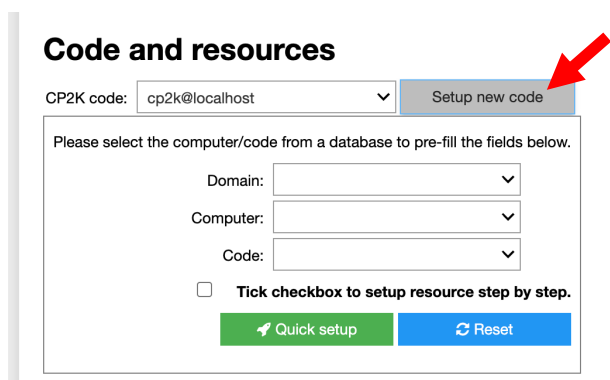 Code and resources
CP2K code: cp2k@localhost Setup new code
Please select the computer/code from a database to pre-fill the fields below.
Domain:
Computer:
Code:
Tick checkbox to setup resource step by step.
Quick setup Reset